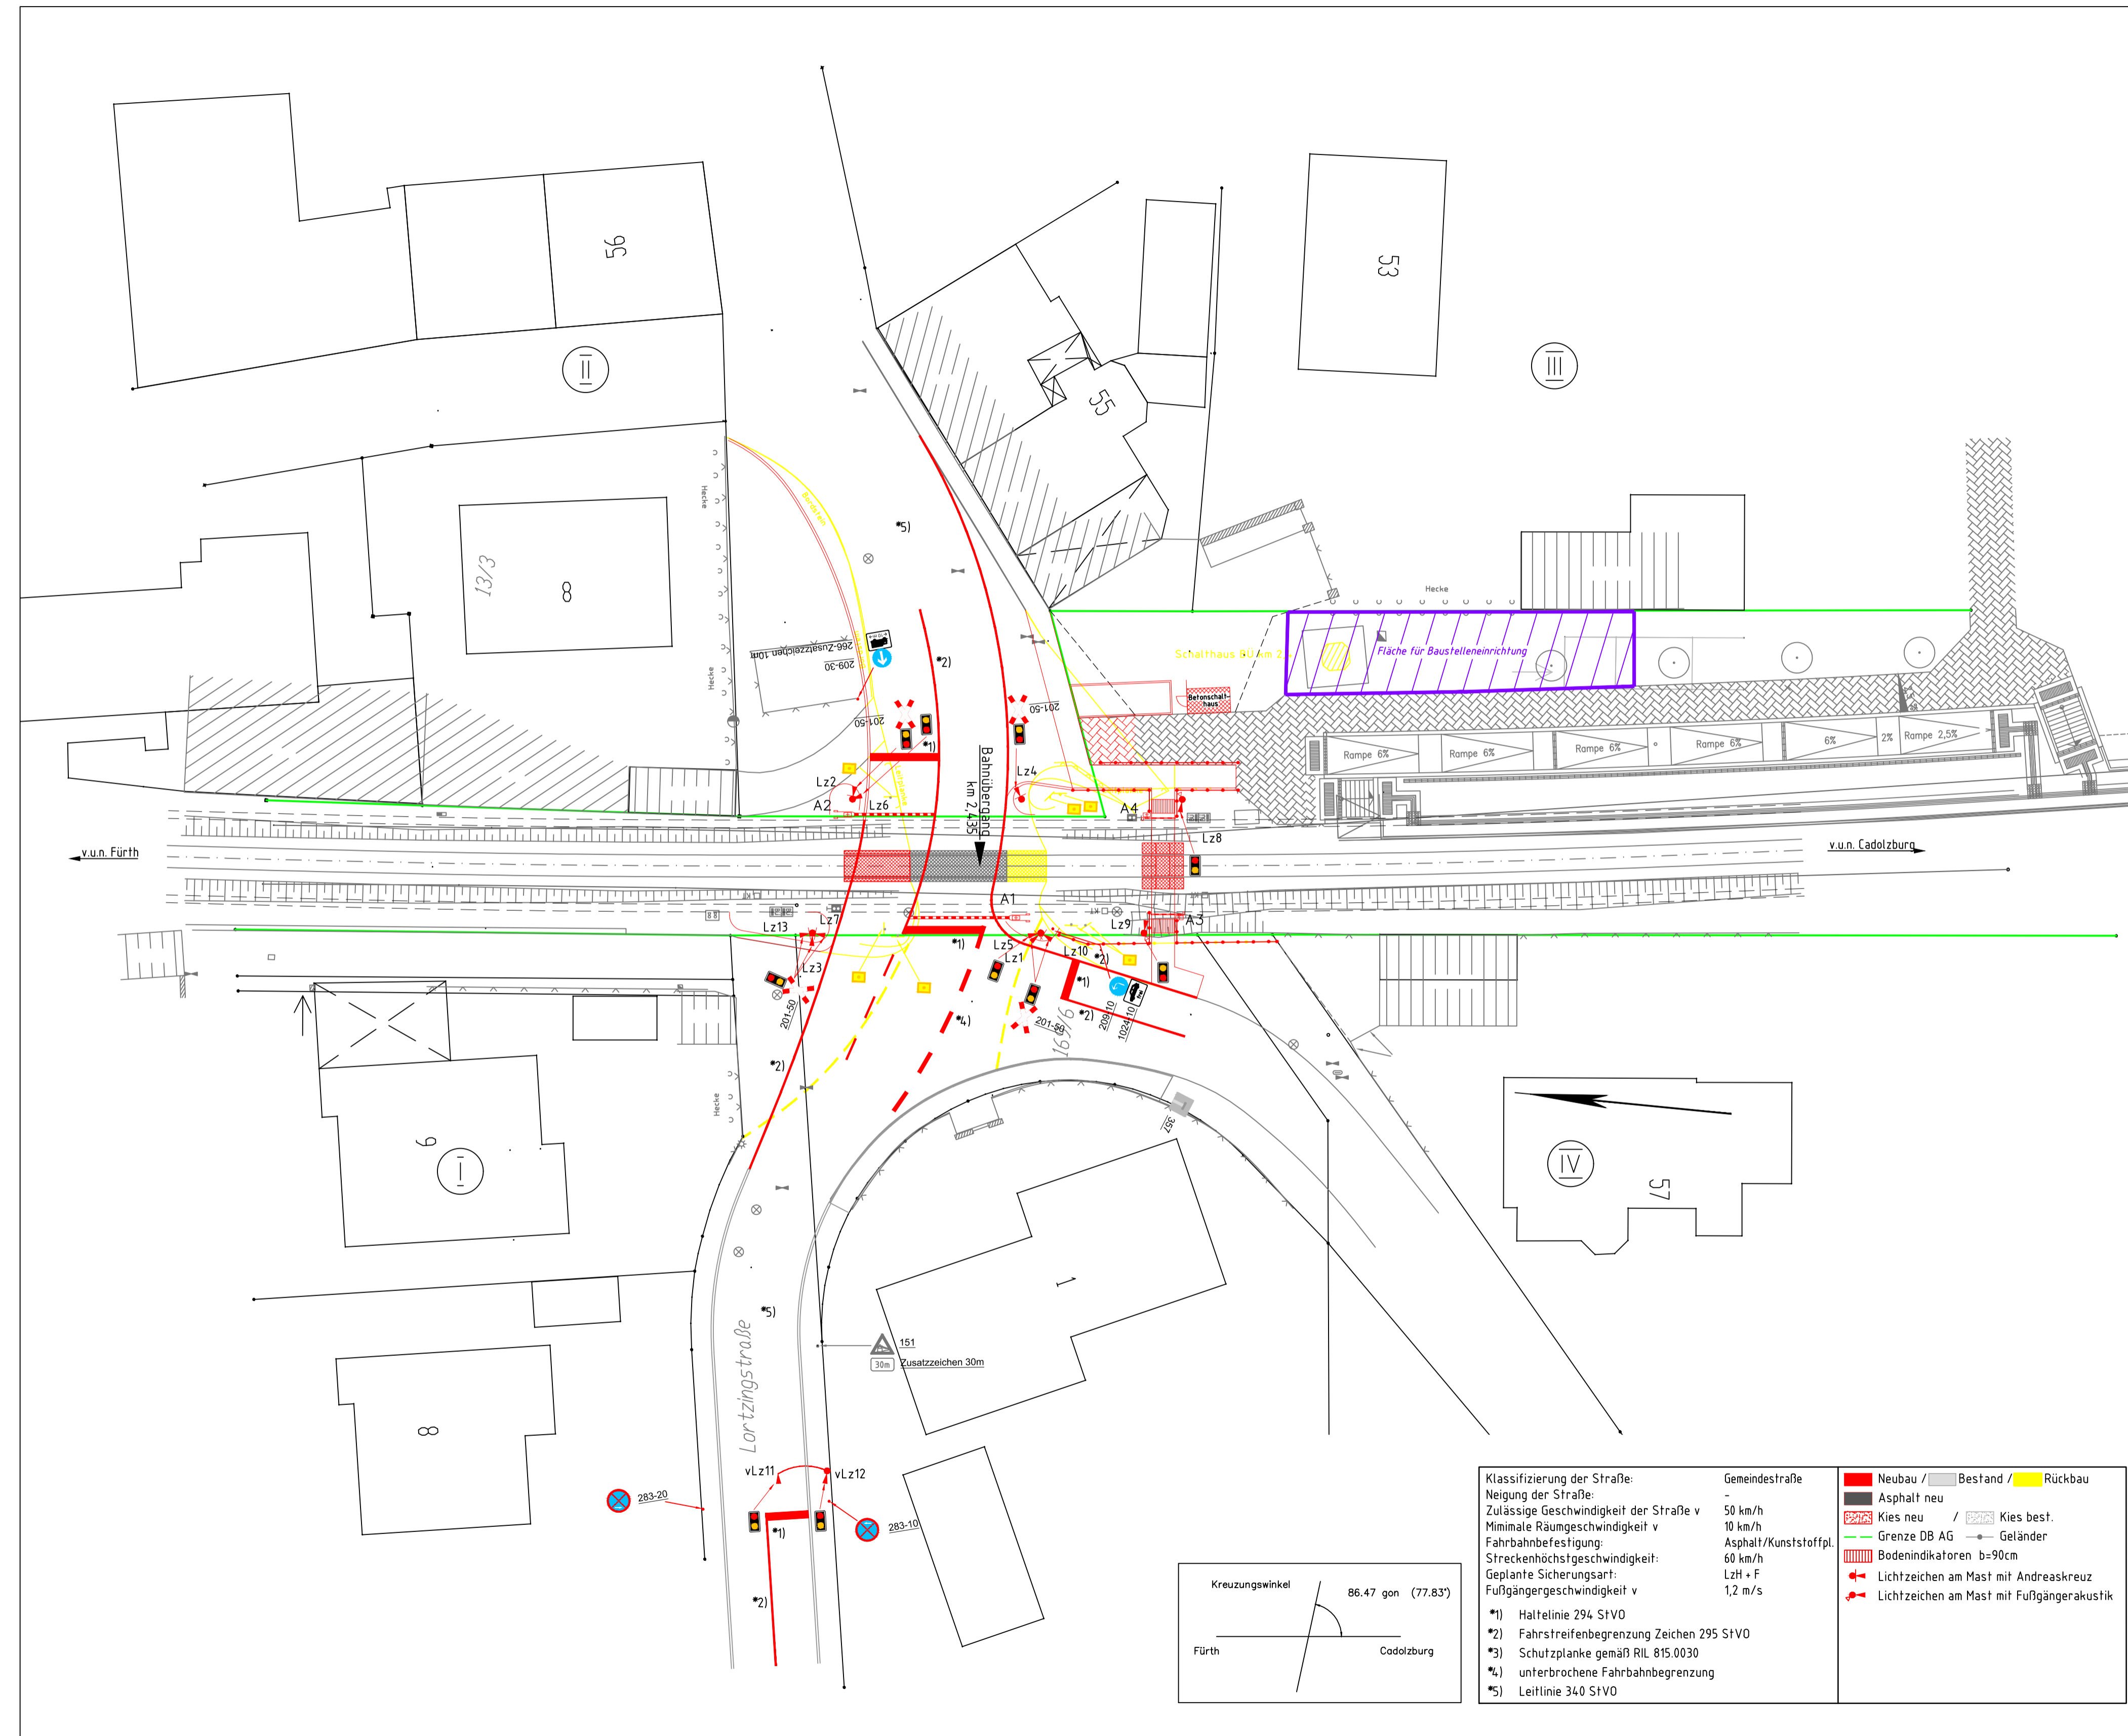 56
53
II
III
55
Hecke
Bordstein
*5)
13/3
8
Hecke
266-Zusatzzeichen 10m
209-30
*2)
Hecke
Fläche für Baustelleneinrichtung
Betonschalt-
haus
201-50
201-50
*1)
Rampe 6%
Rampe 6%
Rampe 6%
Rampe 6%
6%
2%
Rampe 2,5%
Bahnübergang
km 2,435
Lz2
A2
Lz6
Lz4
A4
Lz8
v.u.n. Fürth
v.u.n. Cadolzburg
KT
KT
KT
A1
A3
Lz13
Lz7
Lz3
*1)
Lz5
Lz1
Lz10
Lz9
*2)
*1)
*2)
201-50
201-50
209-10
1024-10
169/6
*4)
*2)
Hecke
357
6
I
IV
57
1
*5)
Lortzingstraße
151
30m
Zusatzzeichen 30m
8
vLz11
vLz12
283-20
283-10
*1)
*2)
Kreuzungswinkel
86.47 gon (77.83°)
Fürth
Cadolzburg
Klassifizierung der Straße: Gemeindestraße
Neigung der Straße: -
Zulässige Geschwindigkeit der Straße v 50 km/h
Mimimale Räumgeschwindigkeit v 10 km/h
Fahrbahnbefestigung: Asphalt/Kunststoffpl.
Streckenhöchstgeschwindigkeit: 60 km/h
Geplante Sicherungsart: LzH + F
Fußgängergeschwindigkeit v 1,2 m/s
*1) Haltelinie 294 StVO
*2) Fahrstreifenbegrenzung Zeichen 295 StVO
*3) Schutzplanke gemäß RIL 815.0030
*4) unterbrochene Fahrbahnbegrenzung
*5) Leitlinie 340 StVO
Neubau / Bestand / Rückbau
Asphalt neu
Kies neu / Kies best.
Grenze DB AG Geländer
Bodenindikatoren b=90cm
Lichtzeichen am Mast mit Andreaskreuz
Lichtzeichen am Mast mit Fußgängerakustik